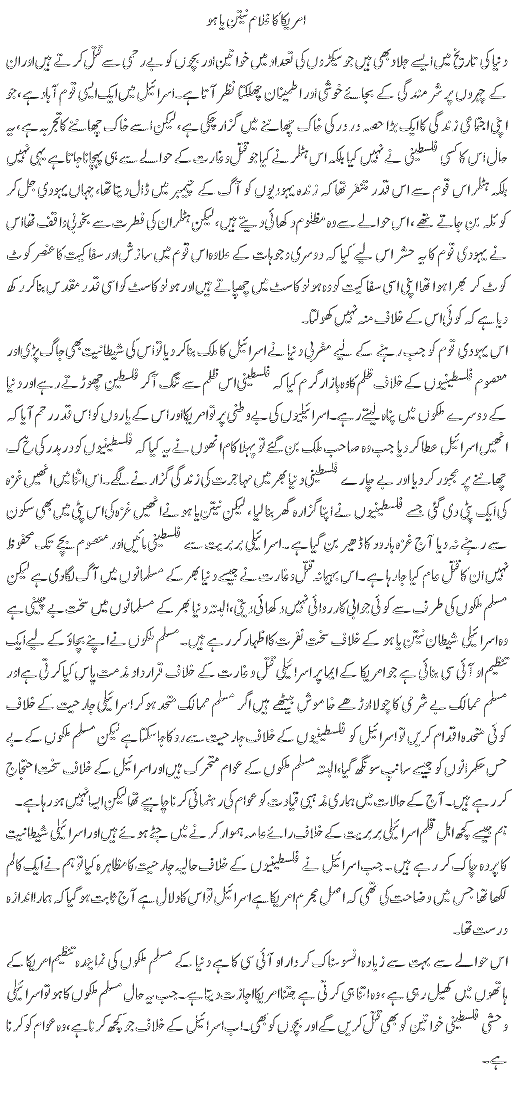 امریکا کا غلام نیتن یاہو
دنیا کی تاریخ میں ایسے جلاد بھی ہیں جو سیکڑوں کی تعداد میں خواتین اور بچوں کو بے رحمی سے قتل کرتے ہیں اور ان
کے چہروں پر شرمندگی کے بجائے خوشی اور اطمینان چھلکتا نظر آتا ہے۔ اسرائیل میں ایک ایسی قوم آباد ہے، جو
اپنی اجتماعی زندگی کا ایک بڑا حصہ در در کی خاک چھاننے میں گزار چکی ہے، لیکن اسے خاک چھاننے کا تجربہ ہے، یہ
حال اس کا کسی فلسطینی نے نہیں کیا بلکہ اس ہٹلر نے کیا جو قتل و غارت کے حوالے سے ہی پہچانا جاتا ہے یہی نہیں
بلکہ ہٹلر اس قوم سے اس قدر متنفر تھا کہ زندہ یہودیوں کو آگ کے چیمبر میں ڈال دیتا تھا، جہاں یہودی جل کر
کوئلہ بن جاتے تھے، اس حوالے سے وہ مظلوم دکھائی دیتے ہیں، لیکن ہٹلر ان کی فطرت سے بخوبی واقف تھا اس
نے یہودی قوم کا یہ حشر اس لیے کیا کہ دوسری وجوہات کے علاوہ اس قوم میں سازش اور سفاکیت کا عنصر کوٹ
کوٹ کر بھرا ہوا تھا اپنی اسی سفاکیت کو وہ ہولوکاسٹ میں چھپاتے ہیں اور ہولوکاسٹ کو اسی قدر مقدس بنا کر رکھ
دیا ہے کہ کوئی اس کے خلاف منہ نہیں کھولتا۔
اس یہودی قوم کو جب رہنے کے لیے مغربی دنیا نے اسرائیل کا ملک بنا کر دیا تو اس کی شیطانیت بھی جاگ پڑی اور
معصوم فلسطینیوں کے خلاف ظلم کا وہ بازار گرم کیا کہ فلسطینی اس ظلم سے تنگ آکر فلسطین چھوڑتے رہے اور دنیا
کے دوسرے ملکوں میں پناہ لیتے رہے۔ اسرائیلیوں کی بے وطنی پر تو امریکا اور اس کے یاروں کو اس قدر رحم آیا کہ
انھیں اسرائیل عطا کر دیا جب وہ صاحب ملک بن گئے تو پہلا کام انھوں نے یہ کیا کہ فلسطینیوں کو در بدر کی خاک
چھاننے پر مجبور کر دیا اور بے چارے فلسطینی دنیا بھر میں مہاجرت کی زندگی گزارنے لگے۔ اس اثنا میں انھیں غزہ
کی ایک پٹی دی گئی جسے فلسطینیوں نے اپنا گزارہ گھر بنا لیا، لیکن نیتن یاہو نے انھیں غزہ کی اس پٹی میں بھی سکون
سے رہنے نہ دیا آج غزہ بارود کا ڈھیر بن گیا ہے۔ اسرائیلی بربریت سے فلسطینی مائیں اور معصوم بچے تک محفوظ
نہیں ان کا قتل عام کیا جا رہا ہے۔ اس بہیمانہ قتل و غارت نے جیسے دنیا بھر کے مسلمانوں میں آگ لگا دی ہے لیکن
مسلم ملکوں کی طرف سے کوئی جوابی کارروائی نہیں دکھائی دیتی، البتہ دنیا بھر کے مسلمانوں میں سخت بے چینی ہے
وہ اسرائیلی شیطان نیتن یاہو کے خلاف سخت نفرت کا اظہار کر رہے ہیں۔ مسلم ملکوں نے اپنے بچاؤ کے لیے ایک
تنظیم او آئی سی بنائی ہے جو امریکا کے ایما پر اسرائیلی قتل و غارت کے خلاف قرارداد مذمت پاس کیا کرتی ہے اور
مسلم ممالک بے شرمی کا چولا اوڑھے خاموش بیٹھے ہیں اگر مسلم ممالک متحد ہو کر اسرائیلی جارحیت کے خلاف
کوئی متحدہ اقدام کریں تو اسرائیل کو فلسطینیوں کے خلاف جارحیت سے روکا جا سکتا ہے لیکن مسلم ملکوں کے بے
حس حکمرانوں کو جیسے سانپ سونگھ گیا، البتہ مسلم ملکوں کے عوام متحرک ہیں اور اسرائیل کے خلاف سخت احتجاج
کر رہے ہیں۔ آج کے حالات میں ہماری مذہبی قیادت کو عوام کی رہنمائی کرنا چاہیے تھا لیکن ایسا نہیں ہو رہا ہے۔
ہم جیسے کچھ اہل قلم اسرائیلی بربریت کے خلاف رائے عامہ ہموار کرنے میں جٹے ہوئے ہیں اور اسرائیلی شیطانیت
کا پردہ چاک کر رہے ہیں۔ جب اسرائیل نے فلسطینیوں کے خلاف حالیہ جارحیت کا مظاہرہ کیا تو ہم نے ایک کالم
لکھا تھا جس میں وضاحت کی تھی کہ اصل مجرم امریکا ہے اسرائیل تو اس کا دلال ہے آج ثابت ہو گیا کہ ہمارا اندازہ
درست تھا۔
اس حوالے سے بہت سے زیادہ افسوسناک کردار او آئی سی کا ہے دنیا کے مسلم ملکوں کی نمایندہ تنظیم امریکا کے
ہاتھوں میں کھیل رہی ہے، وہ اتنا ہی کرتی ہے جتنا امریکا اجازت دیتا ہے۔ جب یہ حال مسلم ملکوں کا ہو تو اسرائیلی
وحشی فلسطینی خواتین کو بھی قتل کریں گے اور بچوں کو بھی۔ اب اسرائیل کے خلاف جو کچھ کرنا ہے، وہ عوام کو کرنا
ہے۔